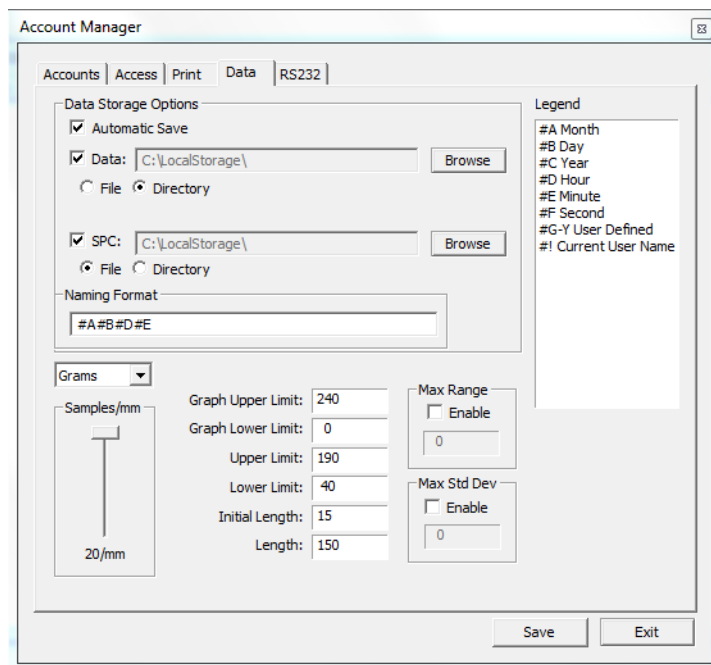 Account Manager
Accounts Access Print Data RS232
Data Storage Options
Automatic Save
Data: C:\LocalStorage\ Browse
File Directory
SPC: C:\LocalStorage\ Browse
File Directory
Naming Format
#A#B#D#E
Legend
#A Month
#B Day
#C Year
#D Hour
#E Minute
#F Second
#G-Y User Defined
#! Current User Name
Grams
Samples/mm
20/mm
Graph Upper Limit: 240
Graph Lower Limit: 0
Upper Limit: 190
Lower Limit: 40
Initial Length: 15
Length: 150
Max Range
Enable
0
Max Std Dev
Enable
0
Save Exit